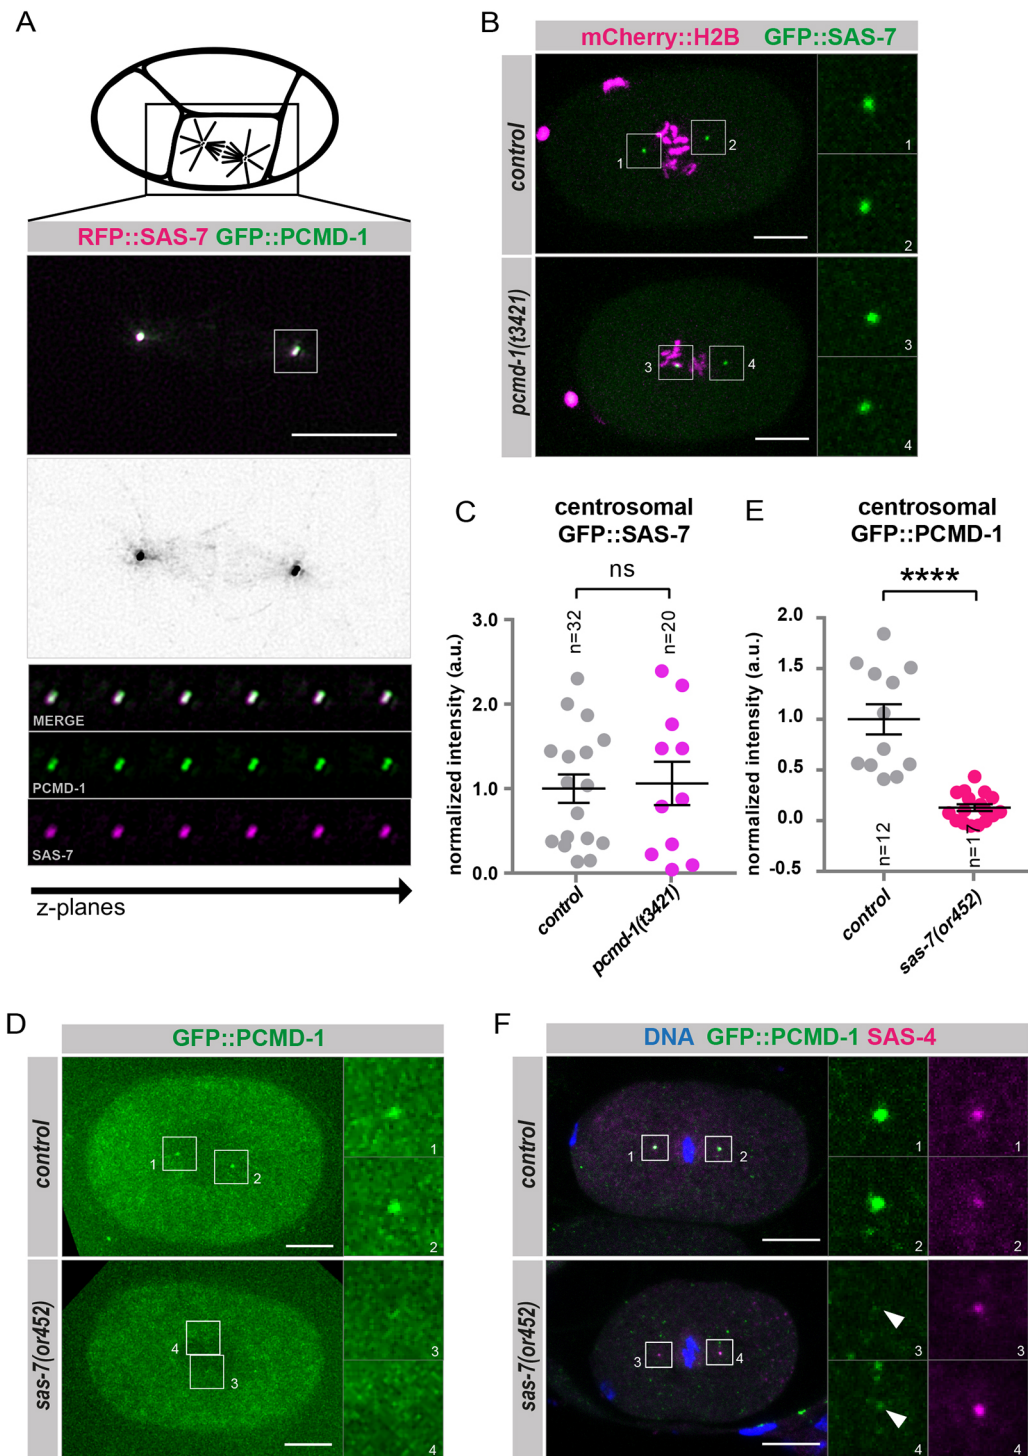 A
RFP::SAS-7 GFP::PCMD-1
MERGE
PCMD-1
SAS-7
z-planes
B
mCherry::H2B GFP::SAS-7
control
1
2
1
2
pcmd-1(t3421)
3
4
3
4
C
centrosomal
GFP::SAS-7
ns
n=32
n=20
normalized intensity (a.u.)
3.0
2.0
1.0
0.0
control
pcmd-1(t3421)
E
centrosomal
GFP::PCMD-1
****
normalized intensity (a.u.)
2.0
1.5
1.0
0.5
0.0
-0.5
n=12
n=17
control
sas-7(or452)
D
GFP::PCMD-1
control
1
2
1
2
sas-7(or452)
4
3
3
4
F
DNA GFP::PCMD-1 SAS-4
control
1
2
1
1
2
2
sas-7(or452)
3
4
3
3
4
4